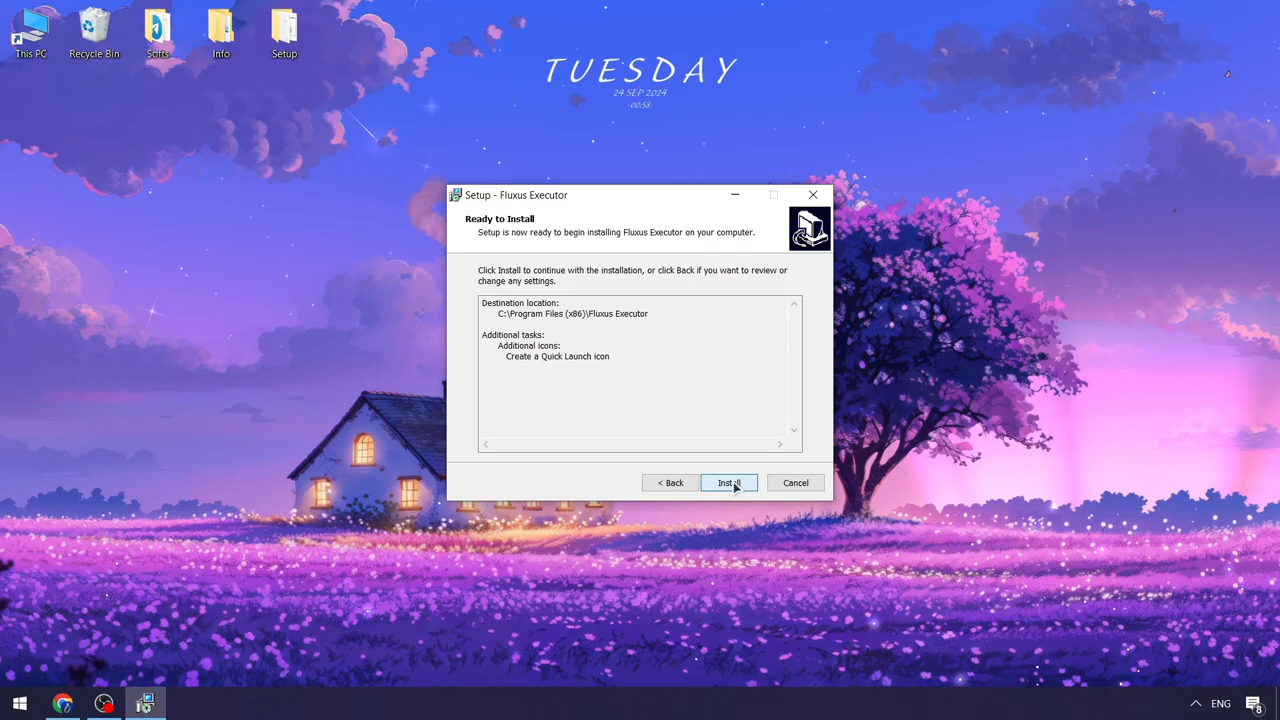 This PC
Recycle Bin
Softs
Info
Setup
TUESDAY
24 SEP 2024
-00:58-
Setup - Fluxus Executor
Ready to Install
Setup is now ready to begin installing Fluxus Executor on your computer.
Click Install to continue with the installation, or click Back if you want to review or
change any settings.
Destination location:
C:\Program Files (x86)\Fluxus Executor
Additional tasks:
Additional icons:
Create a Quick Launch icon
< Back
Install
Cancel
ENG
8